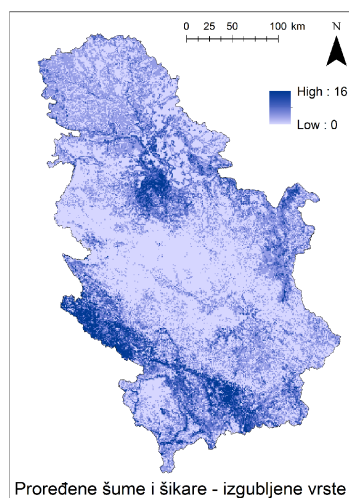 0 25 50 100 km
N
High : 16
Low : 0
Proređene šume i šikare - izgubljene vrste